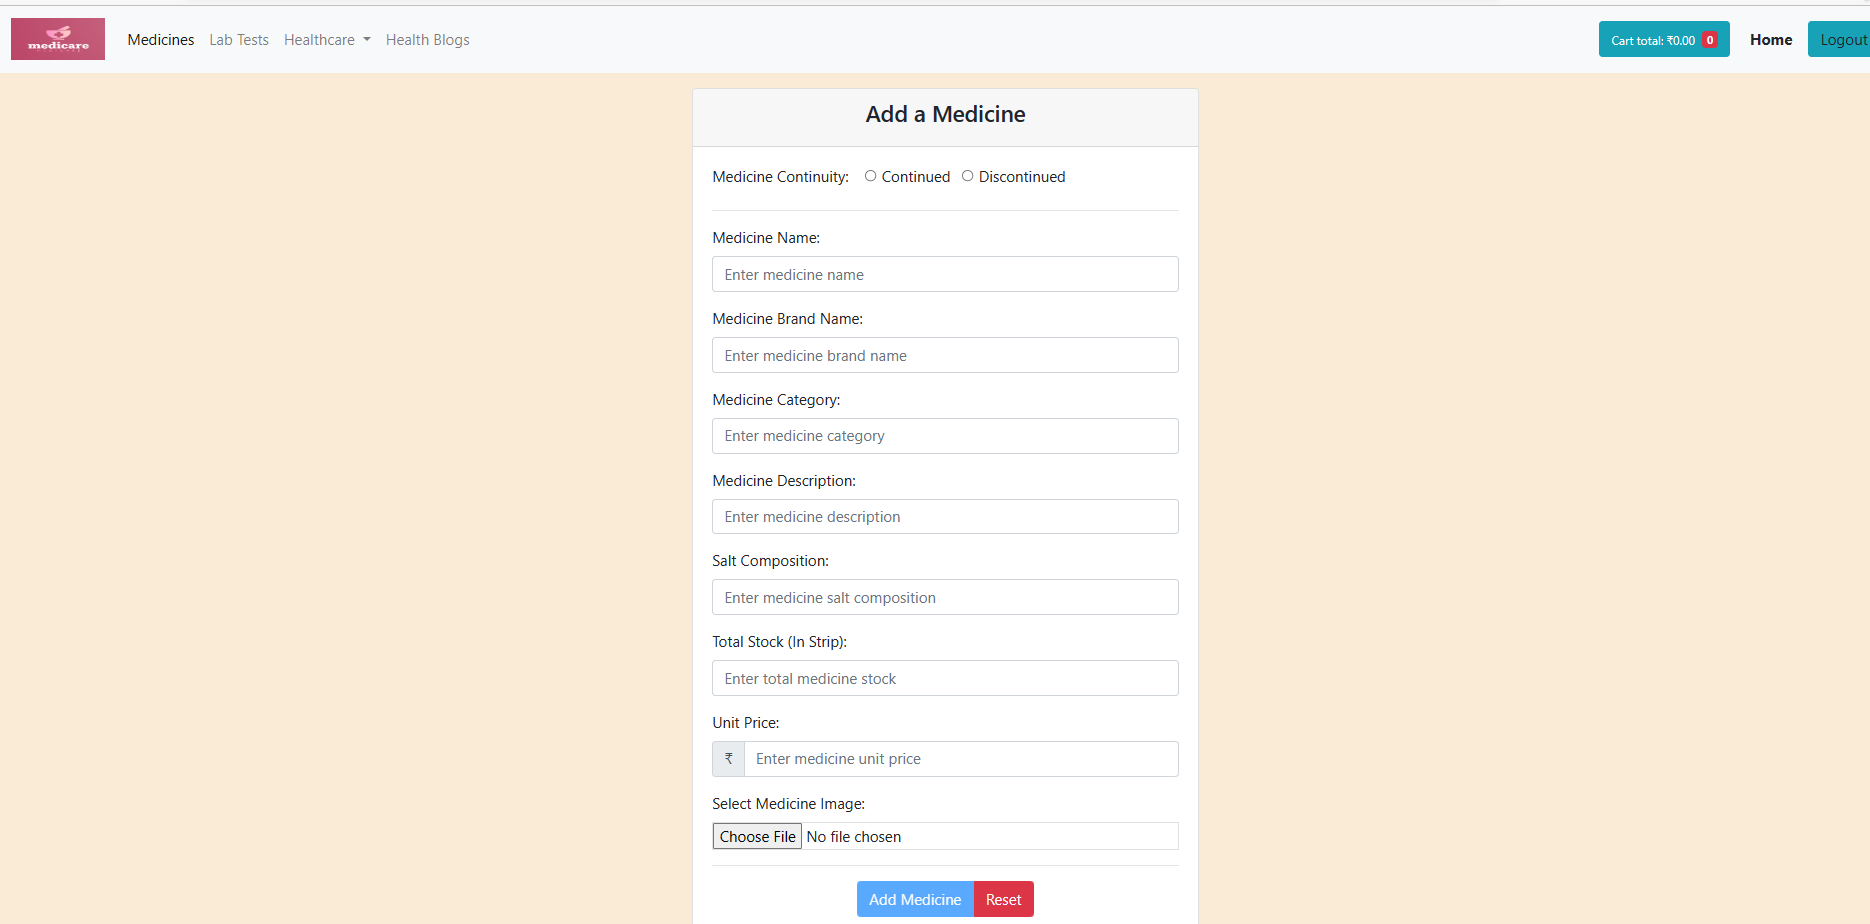 medicare
Medicines Lab Tests Healthcare Health Blogs
Cart total: ₹0.00 0 Home Logout
Add a Medicine
Medicine Continuity: Continued Discontinued
Medicine Name:
Enter medicine name
Medicine Brand Name:
Enter medicine brand name
Medicine Category:
Enter medicine category
Medicine Description:
Enter medicine description
Salt Composition:
Enter medicine salt composition
Total Stock (In Strip):
Enter total medicine stock
Unit Price:
₹ Enter medicine unit price
Select Medicine Image:
Choose File No file chosen
Add Medicine Reset